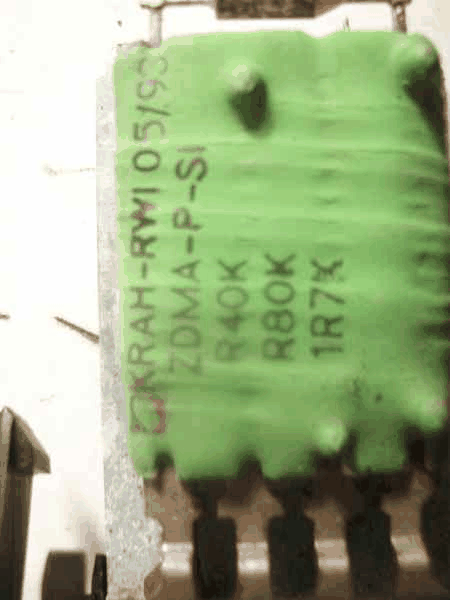 KRAH-RWI 05/93
ZDMA-P-SI
R40K
R80K
1R7K